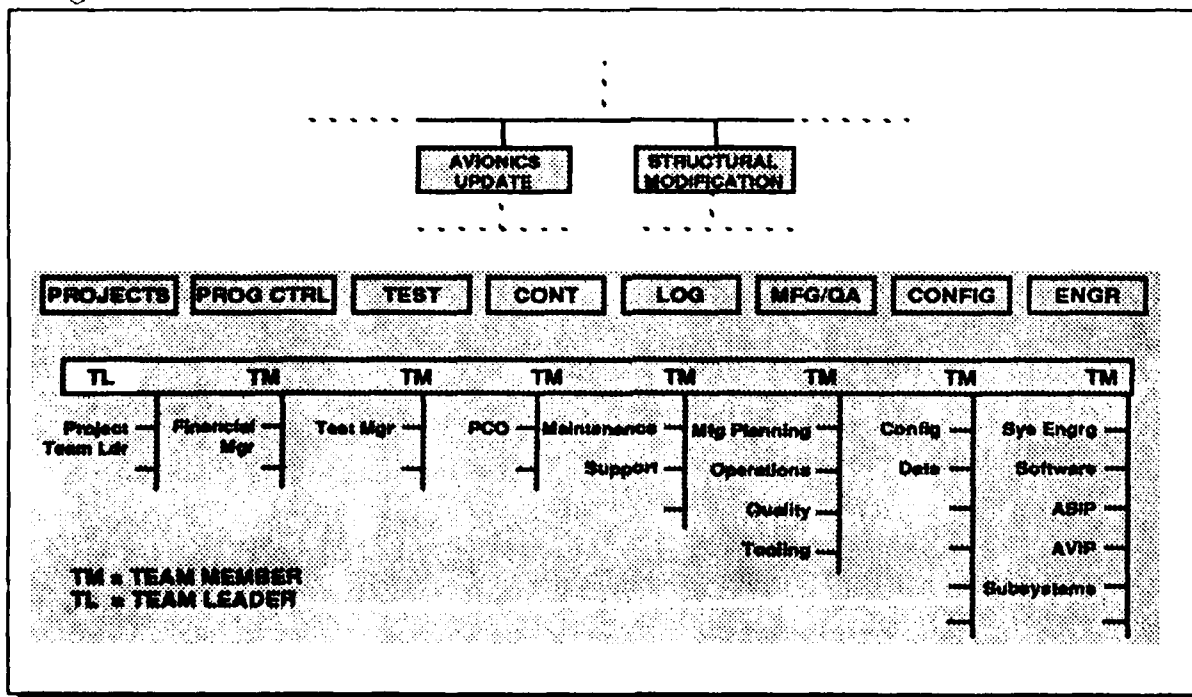 AVIONICS
UPDATE
STRUCTURAL
MODIFICATION
PROJECTS PROG CTRL TEST CONT LOG MFG/QA CONFIG ENGR
TL TM TM TM TM TM TM TM
Project
Team Ldr
Financial
Mgr
Test Mgr
PCO
Maintenance
Support
Mfg Planning
Operations
Quality
Tooling
Config
Data
Sys Engrg
Software
ASIP
AVIP
Subsystems
TM = TEAM MEMBER
TL = TEAM LEADER